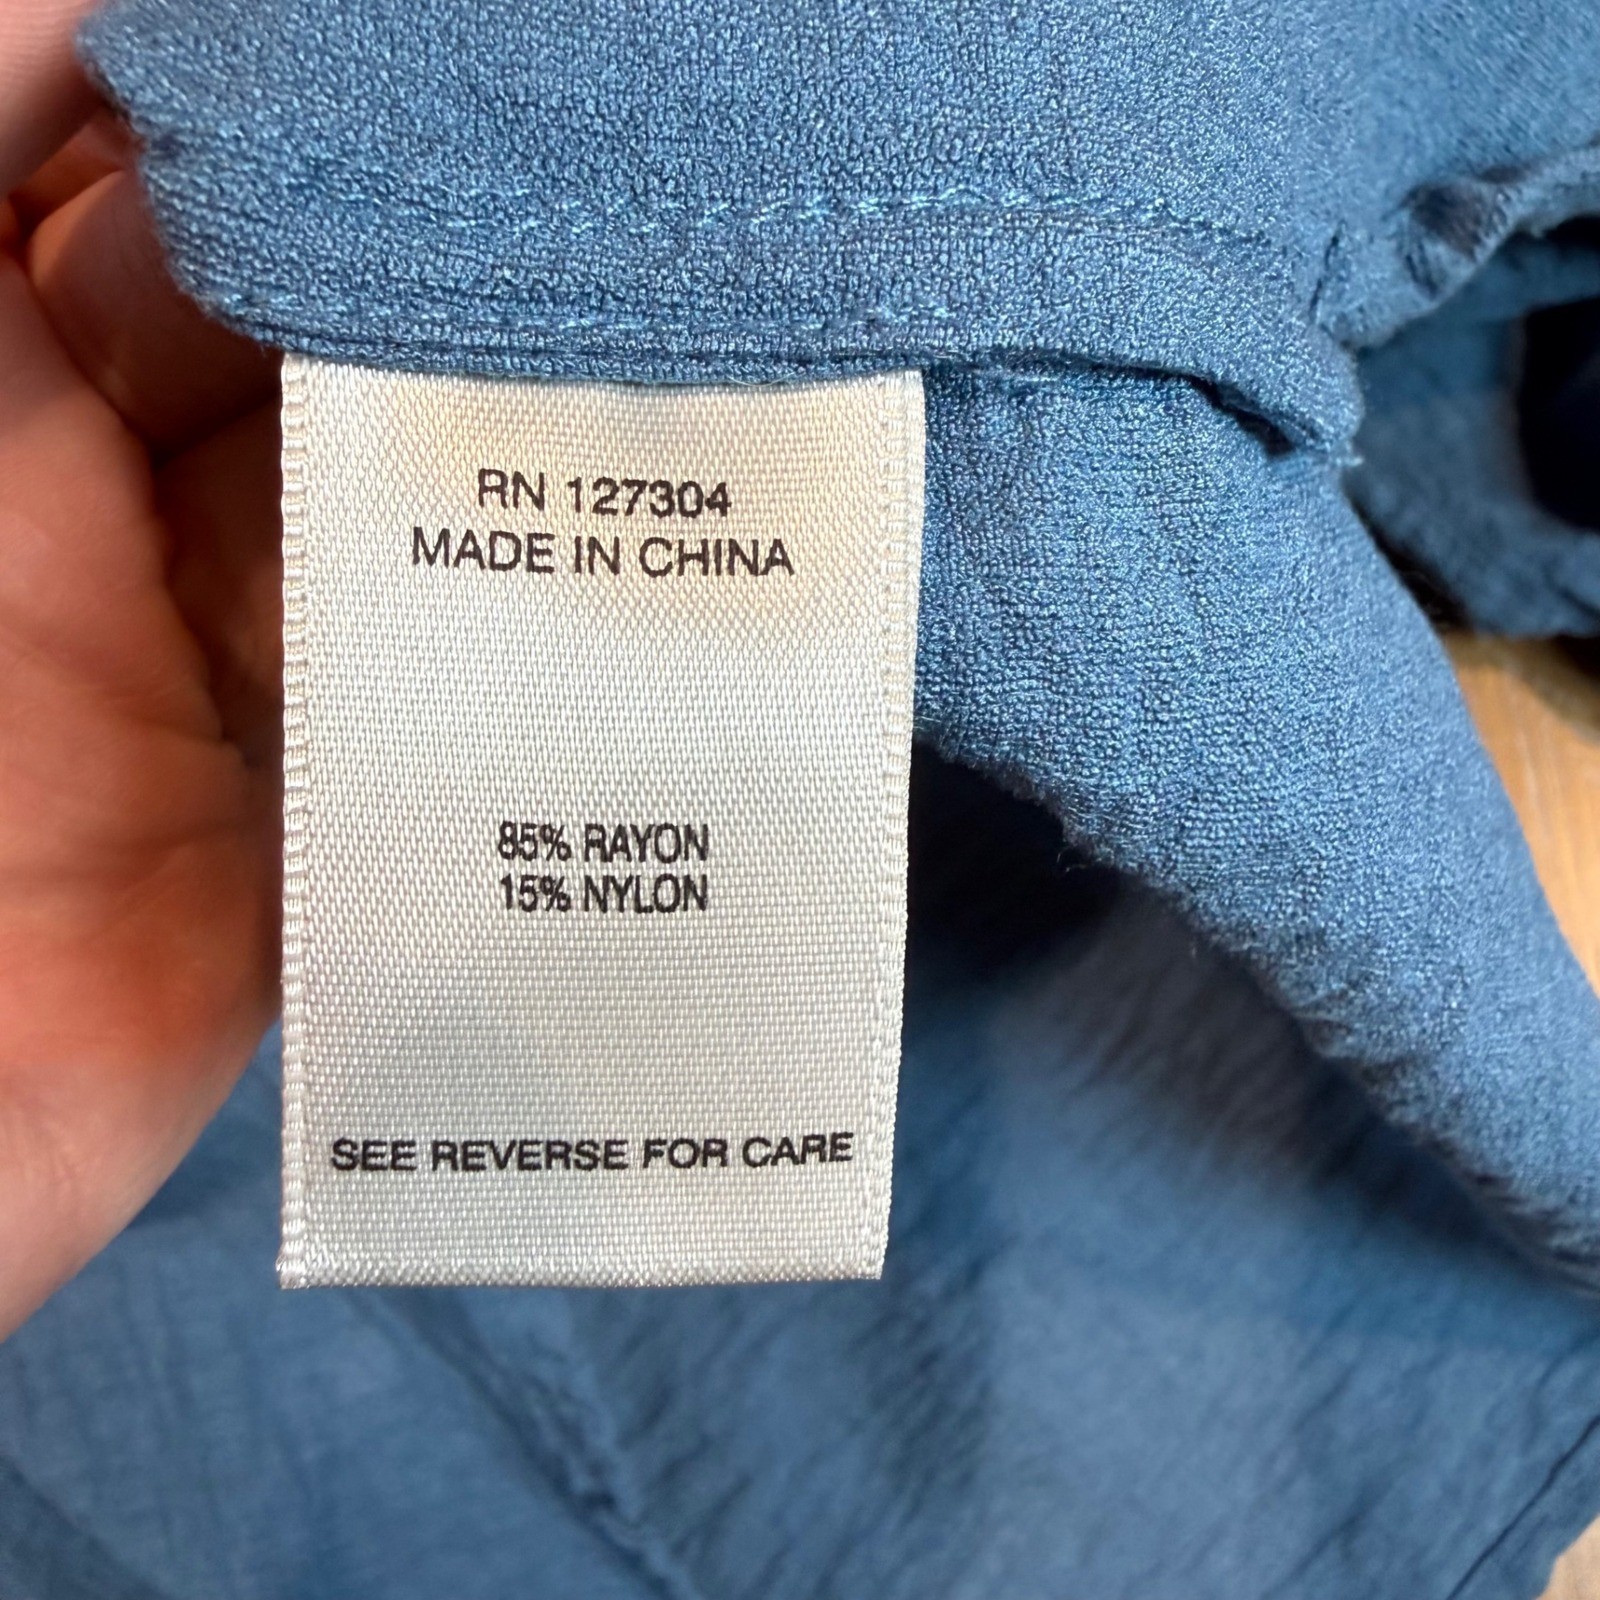 RN 127304
MADE IN CHINA
85% RAYON
15% NYLON
SEE REVERSE FOR CARE